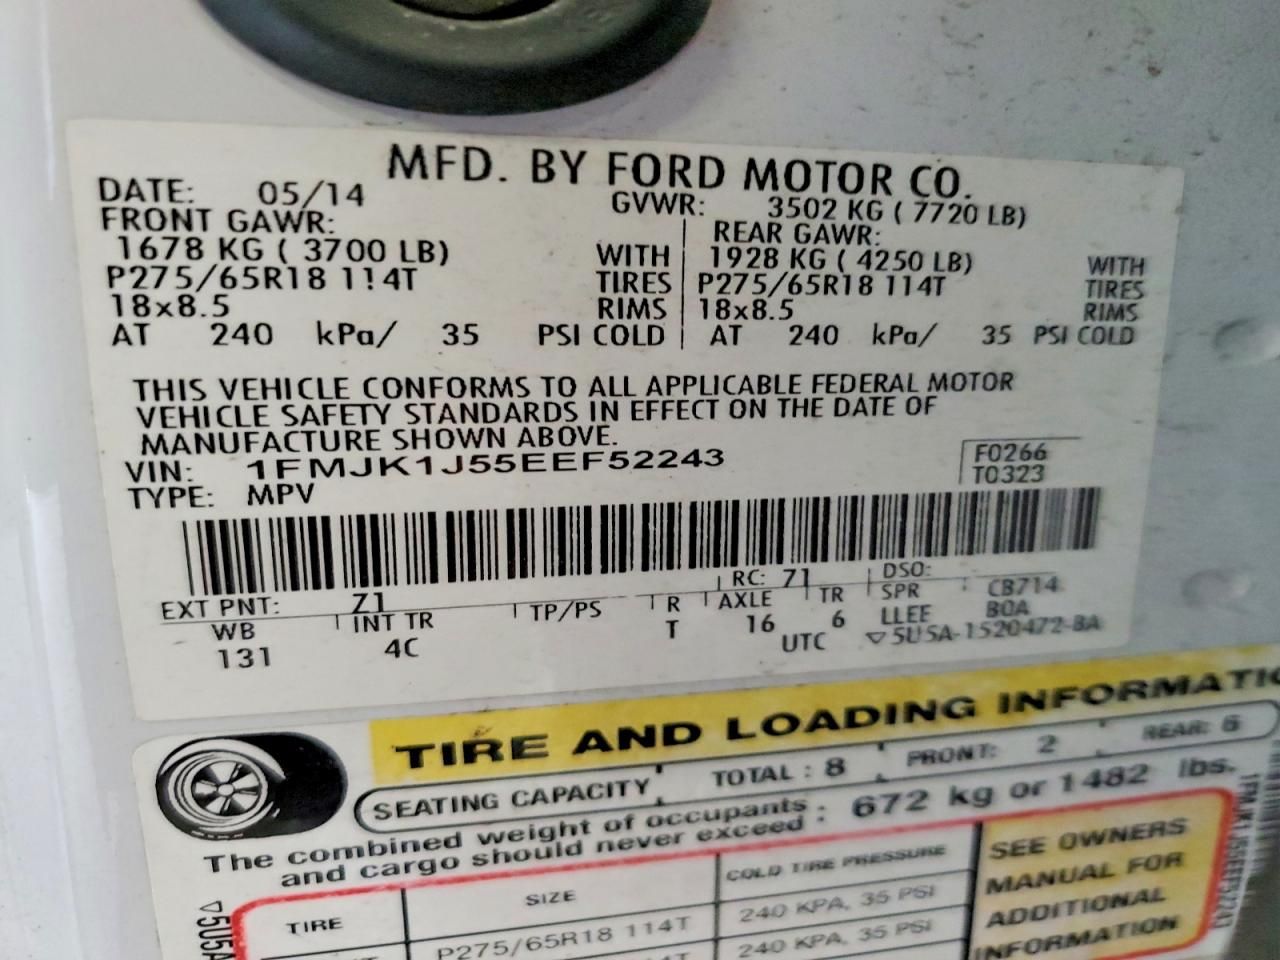 MFD. BY FORD MOTOR CO.
DATE: 05/14 GVWR: 3502 KG ( 7720 LB)
FRONT GAWR: REAR GAWR:
1678 KG ( 3700 LB) WITH 1928 KG ( 4250 LB) WITH
P275/65R18 114T TIRES P275/65R18 114T TIRES
18x8.5 RIMS 18x8.5 RIMS
AT 240 kPa/ 35 PSI COLD AT 240 kPa/ 35 PSI COLD
THIS VEHICLE CONFORMS TO ALL APPLICABLE FEDERAL MOTOR
VEHICLE SAFETY STANDARDS IN EFFECT ON THE DATE OF
MANUFACTURE SHOWN ABOVE.
VIN: 1FMJK1J55EEF52243 F0266
TYPE: MPV T0323
EXT PNT: Z1 RC: 71 DSO:
WB INT TR TP/PS R AXLE TR SPR CB714
131 4C T 16 6 LLEE B0A
UTC ▽5U5A-1520472-BA
TIRE AND LOADING INFORMATIO
SEATING CAPACITY TOTAL : 8 FRONT: 2 REAR: 6
The combined weight of occupants : 672 kg or 1482 lbs.
and cargo should never exceed :
TIRE SIZE COLD TIRE PRESSURE SEE OWNERS
MANUAL FOR
ADDITIONAL
INFORMATION
P275/65R18 114T 240 KPA, 35 PSI
240 KPA, 35 PSI
▽5U5A
1FMJK1J55EEF52243